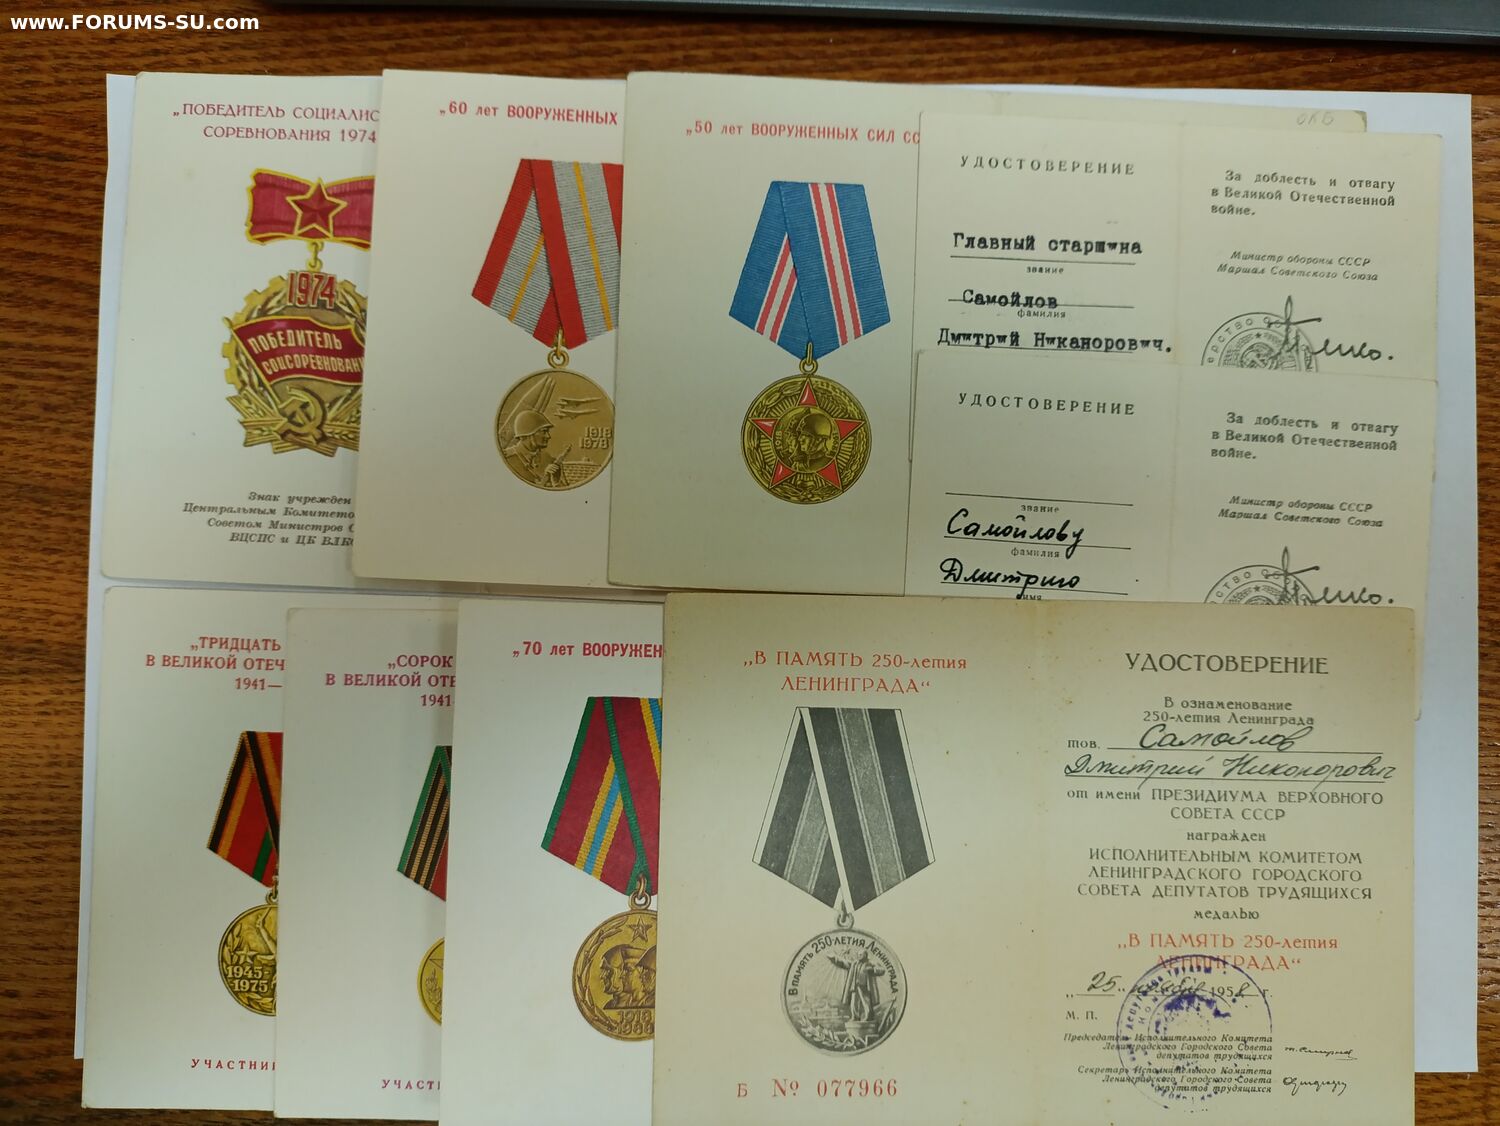 www.FORUMS-SU.com
„ПОБЕДИТЕЛЬ СОЦИАЛИС
СОРЕВНОВАНИЯ 1974
1974
ПОБЕДИТЕЛЬ
СОЦСОРЕВНОВАН
Знак учрежден
Центральным Комитето
Советом Министров С
ВЦСПС и ЦК ВЛКС
„60 лет ВООРУЖЕННЫХ
1918
1978
„50 лет ВООРУЖЕННЫХ СИЛ СС
ОКБ
УДОСТОВЕРЕНИЕ
Главный старшина
звание
Самойлов
фамилия
Дмитрий Никанорович.
За доблесть и отвагу
в Великой Отечественной
войне.
Министр обороны СССР
Маршал Советского Союза
УДОСТОВЕРЕНИЕ
звание
Самойлову
фамилия
Дмитрию
имя
За доблесть и отвагу
в Великой Отечественной
войне.
Министр обороны СССР
Маршал Советского Союза
„ТРИДЦАТЬ
В ВЕЛИКОЙ ОТЕЧ
1941—
1945-
1975
УЧАСТНИ
„СОРОК
В ВЕЛИКОЙ ОТЕ
1941-
УЧАСТ
„70 лет ВООРУЖЕН
1918
1988
„В ПАМЯТЬ 250-летия
ЛЕНИНГРАДА“
В ПАМЯТЬ 250-ЛЕТИЯ ЛЕНИНГРАДА
Б № 077966
УДОСТОВЕРЕНИЕ
В ознаменование
250-летия Ленинграда
тов. Самойлов
Дмитрий Никонорович
от имени ПРЕЗИДИУМА ВЕРХОВНОГО
СОВЕТА СССР
награжден
ИСПОЛНИТЕЛЬНЫМ КОМИТЕТОМ
ЛЕНИНГРАДСКОГО ГОРОДСКОГО
СОВЕТА ДЕПУТАТОВ ТРУДЯЩИХСЯ
медалью
„В ПАМЯТЬ 250-летия
ЛЕНИНГРАДА“
„25“ 1958 г.
М. П.
Председатель Исполнительного Комитета
Ленинградского Городского Совета
депутатов трудящихся
Секретарь Исполнительного Комитета
Ленинградского Городского Совета
депутатов трудящихся